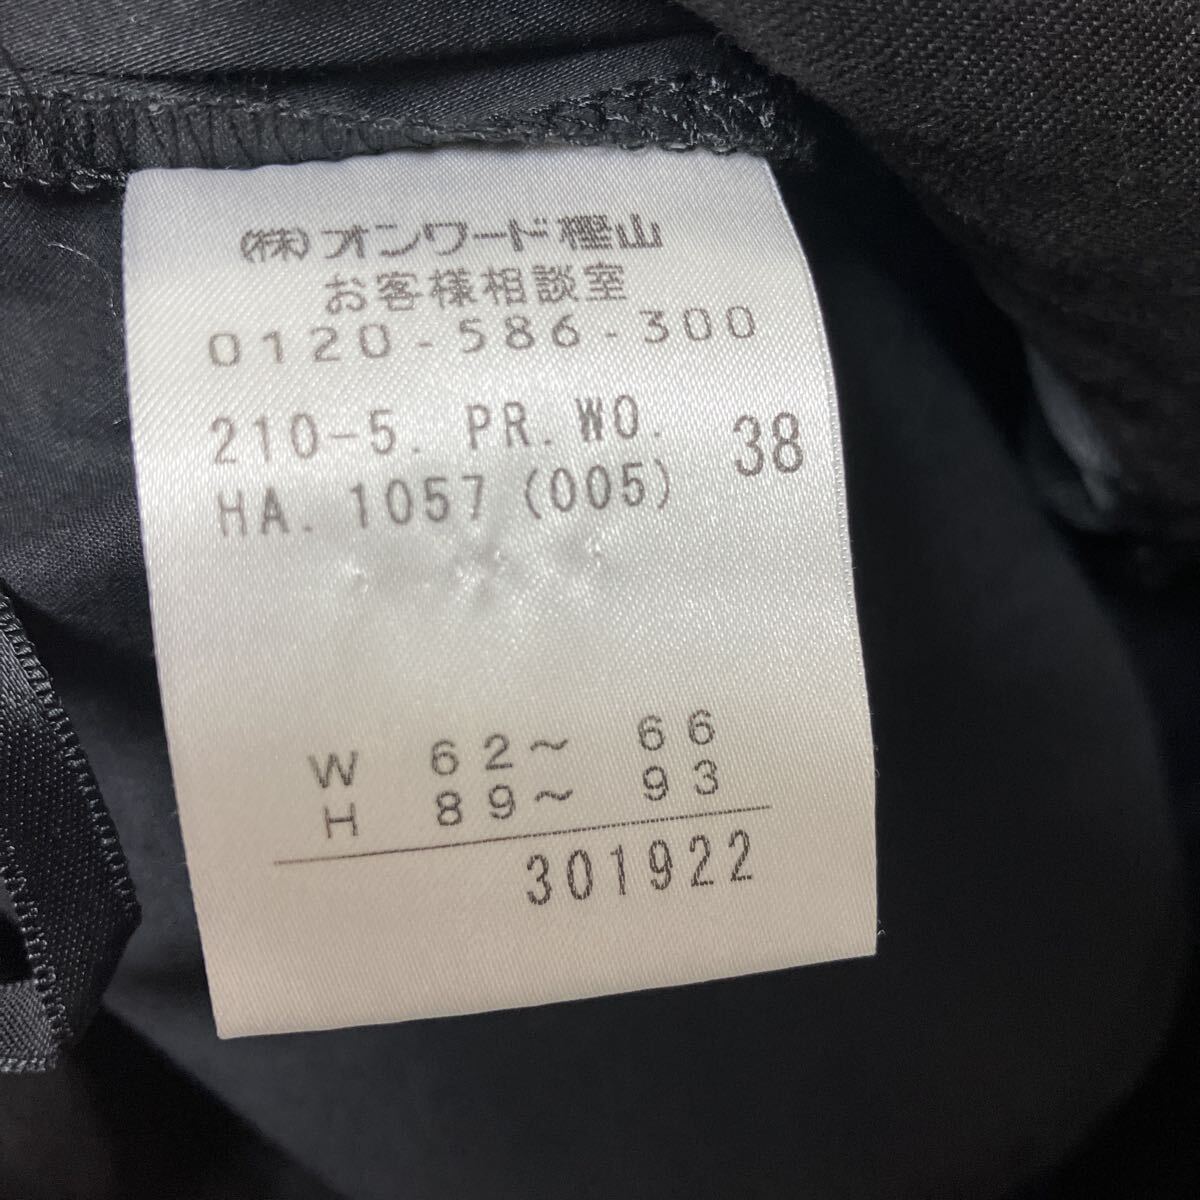 (株)オンワード樫山
お客様相談室
0120-586-300
210-5. PR.WO. 38
HA. 1057 (005)
W 62～ 66
H 89～ 93
301922